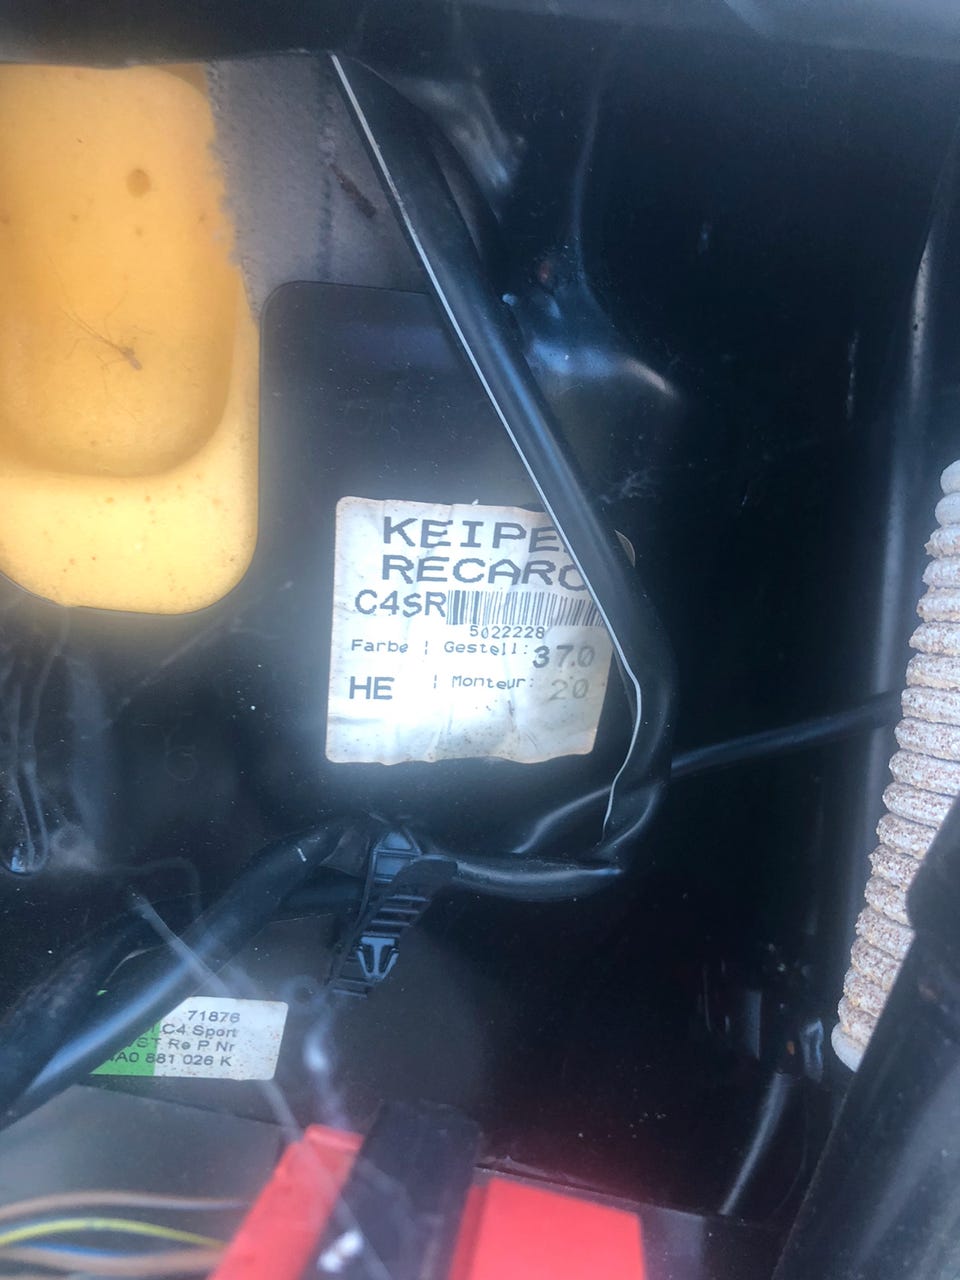 KEIPE
RECARO
C4SR
5022228
Farbe | Gestell: 37.0
HE | Monteur: 20
71876
C4 Sport
ST Re P Nr
A0 881 026 K